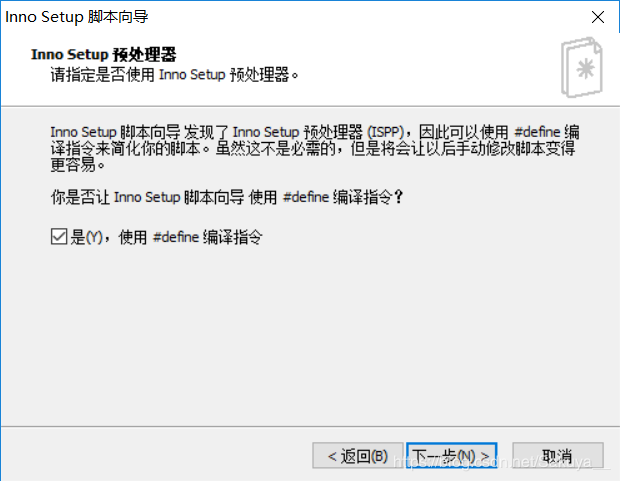 Inno Setup 脚本向导
Inno Setup 预处理器
请指定是否使用 Inno Setup 预处理器。
Inno Setup 脚本向导 发现了 Inno Setup 预处理器 (ISPP)，因此可以使用 #define 编
译指令来简化你的脚本。虽然这不是必需的，但是将会让以后手动修改脚本变得
更容易。
你是否让 Inno Setup 脚本向导 使用 #define 编译指令？
是(Y)，使用 #define 编译指令
< 返回(B)
下一步(N) >
取消